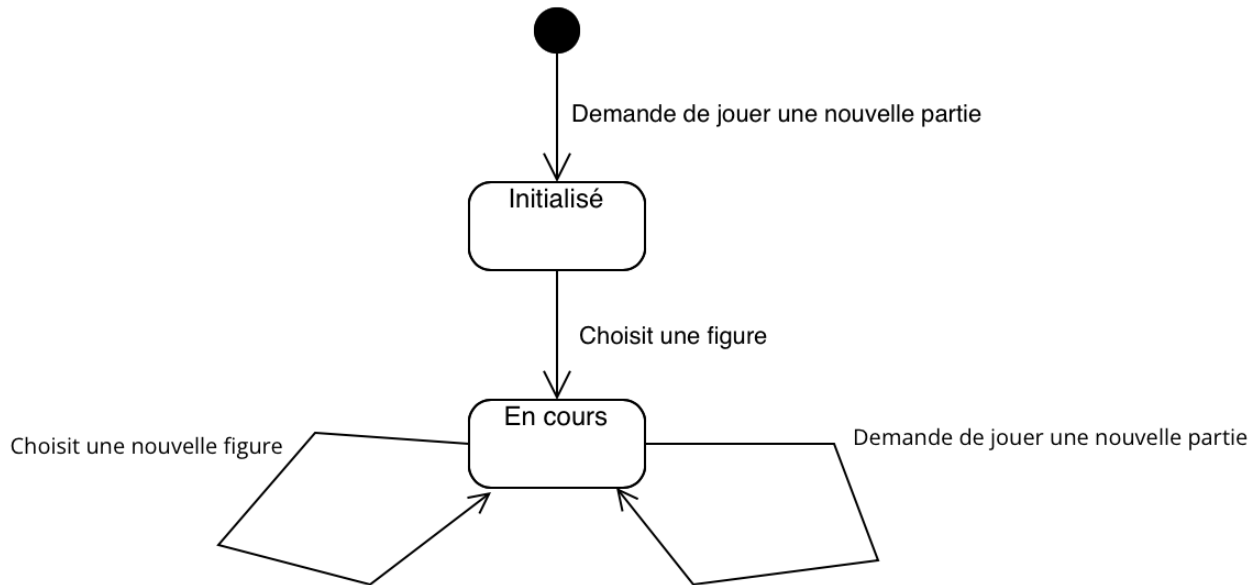 Demande de jouer une nouvelle partie
Initialisé
Choisit une figure
En cours
Choisit une nouvelle figure
Demande de jouer une nouvelle partie